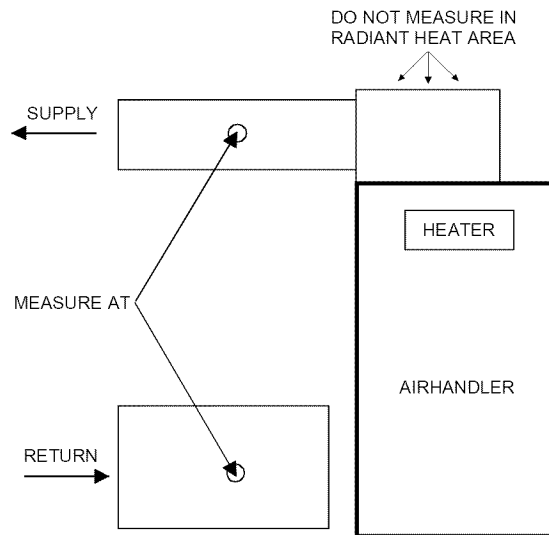 DO NOT MEASURE IN
RADIANT HEAT AREA
SUPPLY
HEATER
MEASURE AT
AIRHANDLER
RETURN